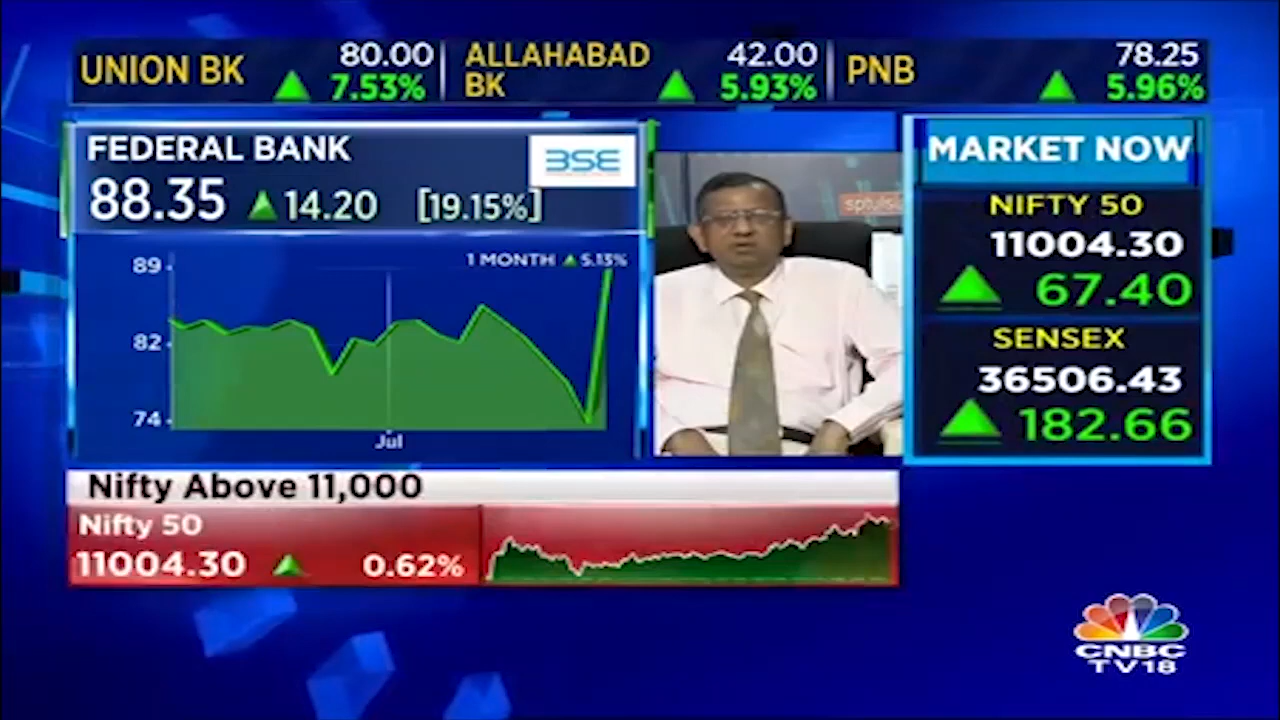 UNION BK 80.00 7.53%
ALLAHABAD BK 42.00 5.93%
PNB 78.25 5.96%
FEDERAL BANK
BSE
88.35 14.20 [19.15%]
1 MONTH 5.13%
89
82
74
Jul
MARKET NOW
NIFTY 50
11004.30
67.40
SENSEX
36506.43
182.66
Nifty Above 11,000
Nifty 50
11004.30 0.62%
CNBC
TV18